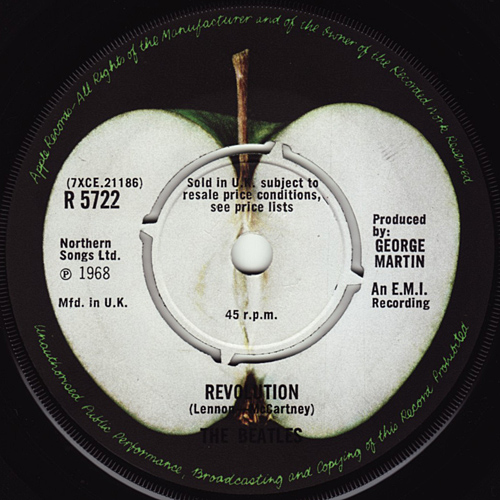 Apple Records-All Rights of the Manufacturer and of the Owner of the Recorded Work Reserved
(7XCE.21186)
R 5722
Sold in U.K. subject to
resale price conditions,
see price lists
Northern
Songs Ltd.
℗ 1968
Mfd. in U.K.
Produced
by:
GEORGE
MARTIN
An E.M.I.
Recording
45 r.p.m.
REVOLUTION
(Lennon-McCartney)
THE BEATLES
Unauthorised Public Performance, Broadcasting and Copying of this Record Prohibited